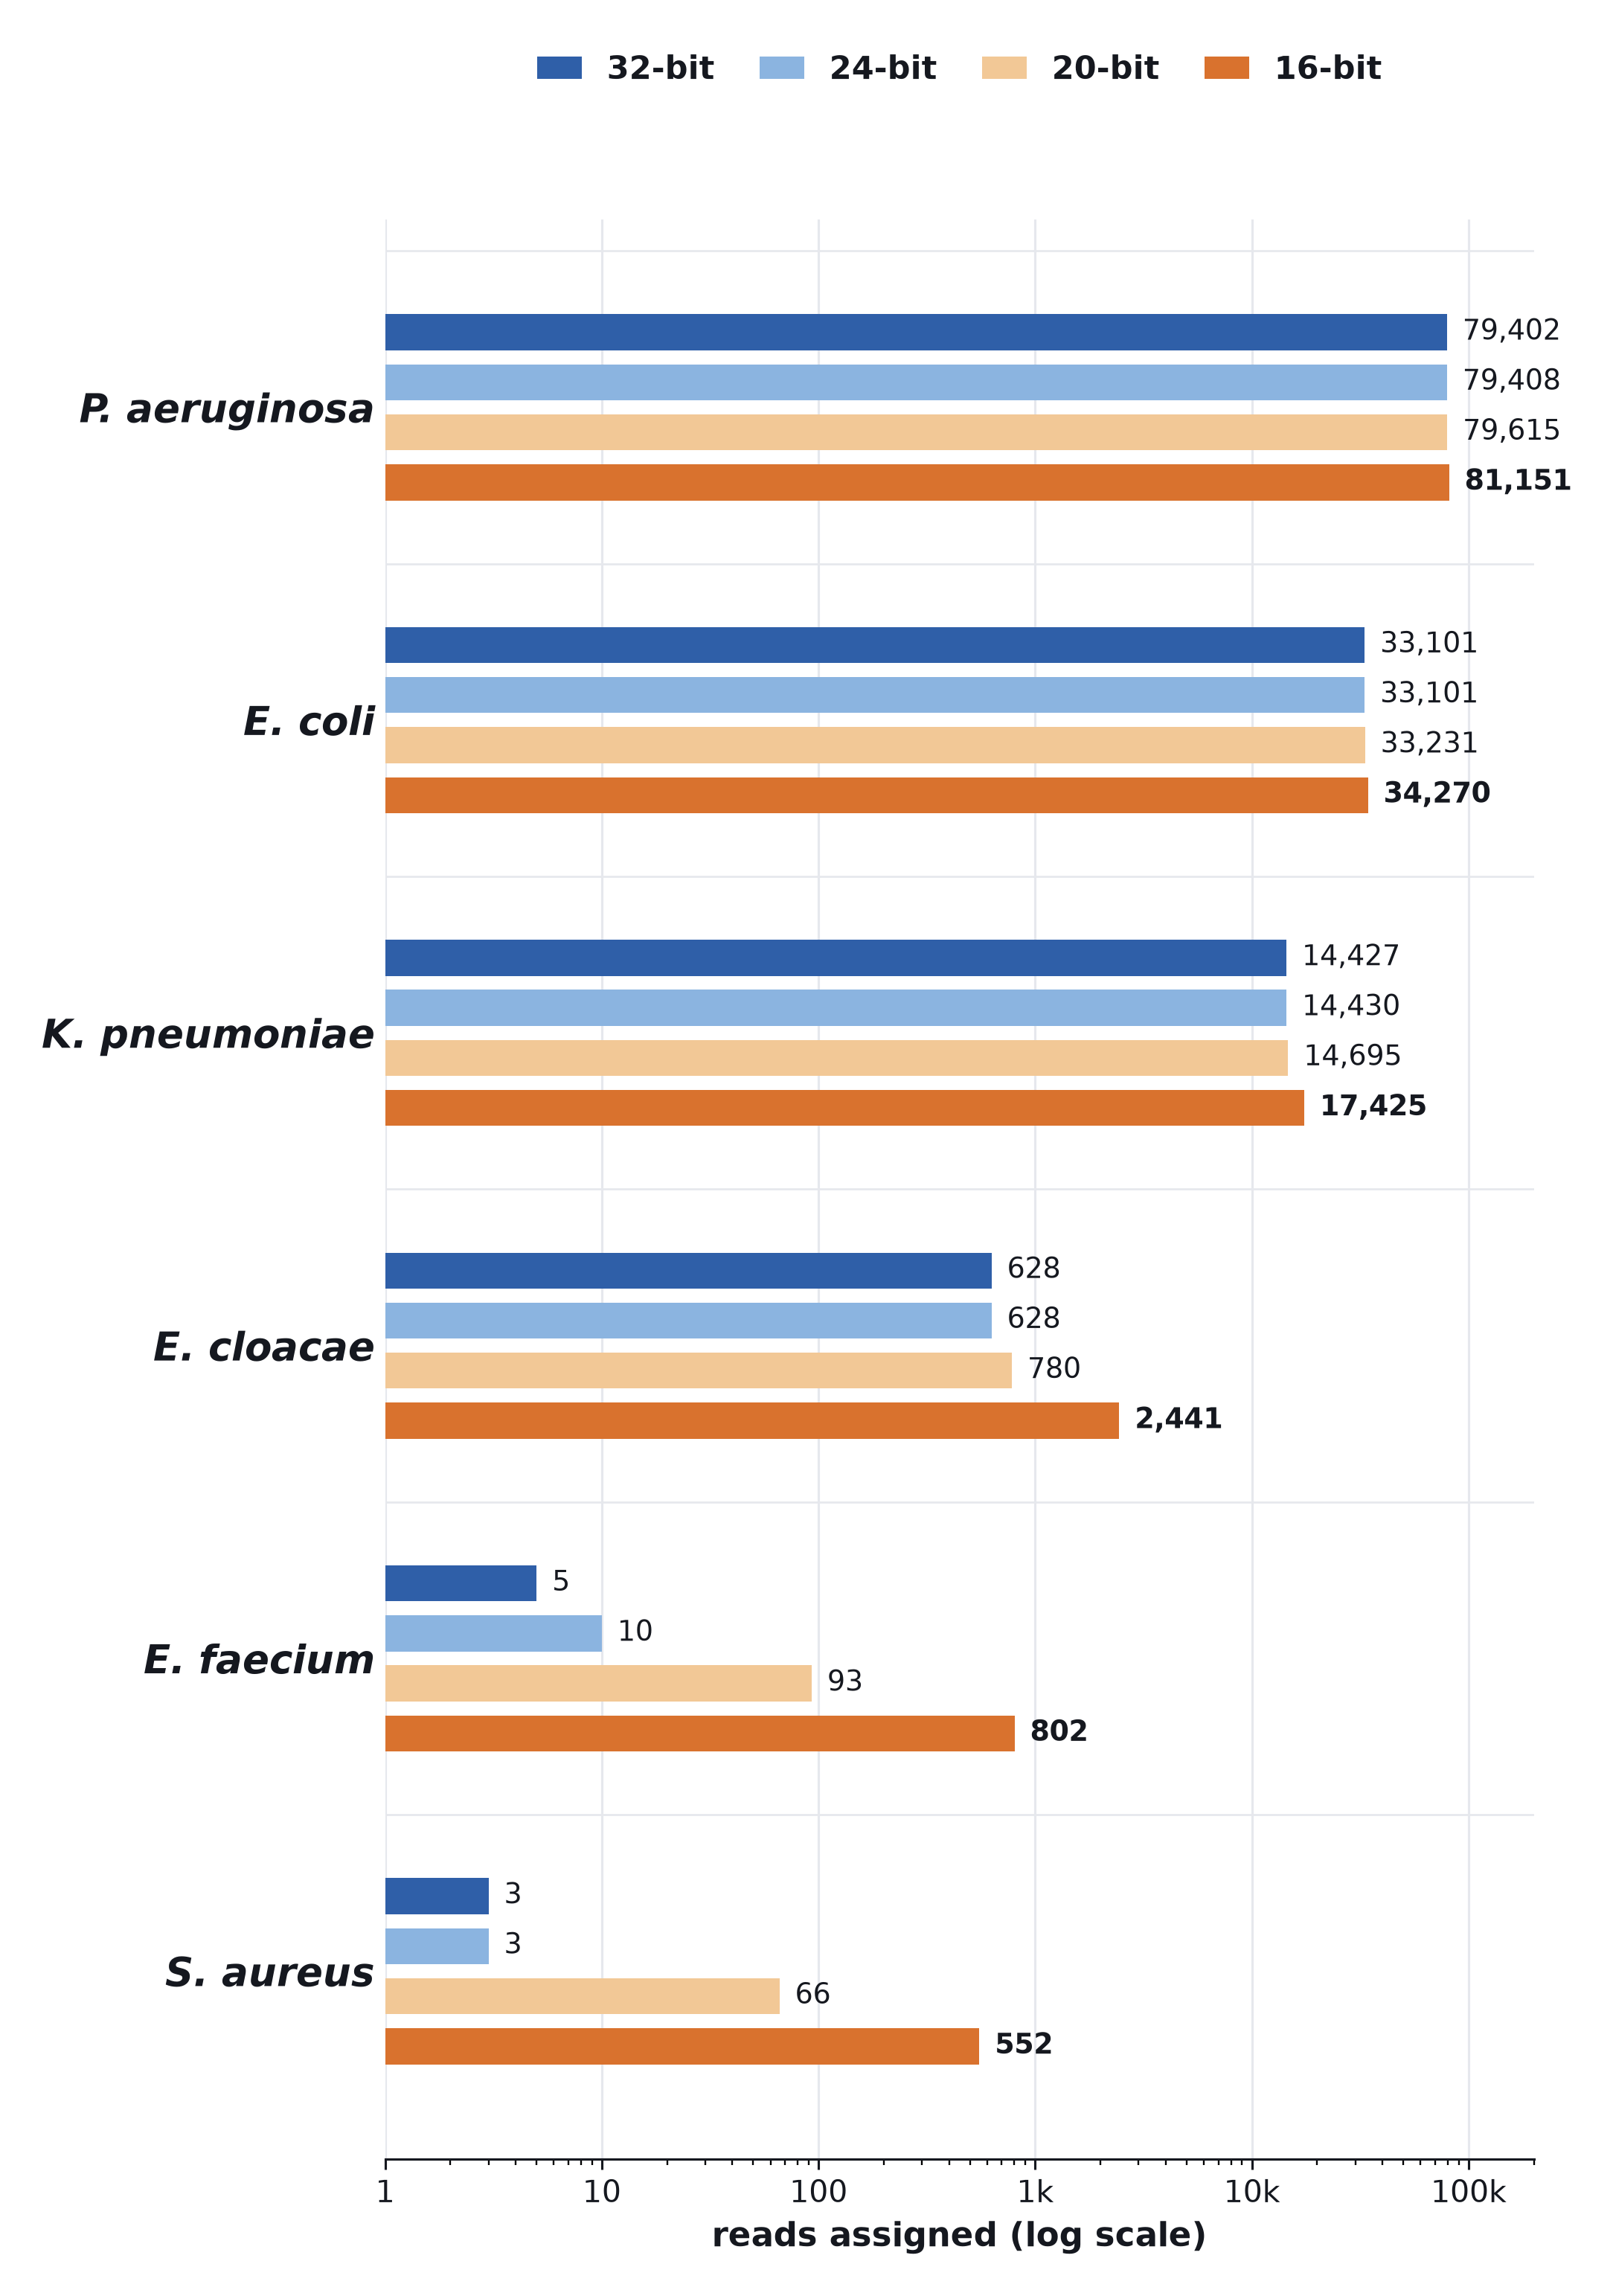 32-bit 24-bit 20-bit 16-bit
79,402
79,408
P. aeruginosa
79,615
81,151
33,101
33,101
E. coli
33,231
34,270
14,427
14,430
K. pneumoniae
14,695
17,425
628
628
E. cloacae
780
2,441
5
10
E. faecium
93
802
3
3
S. aureus
66
552
1 10 100 1k 10k 100k
reads assigned (log scale)